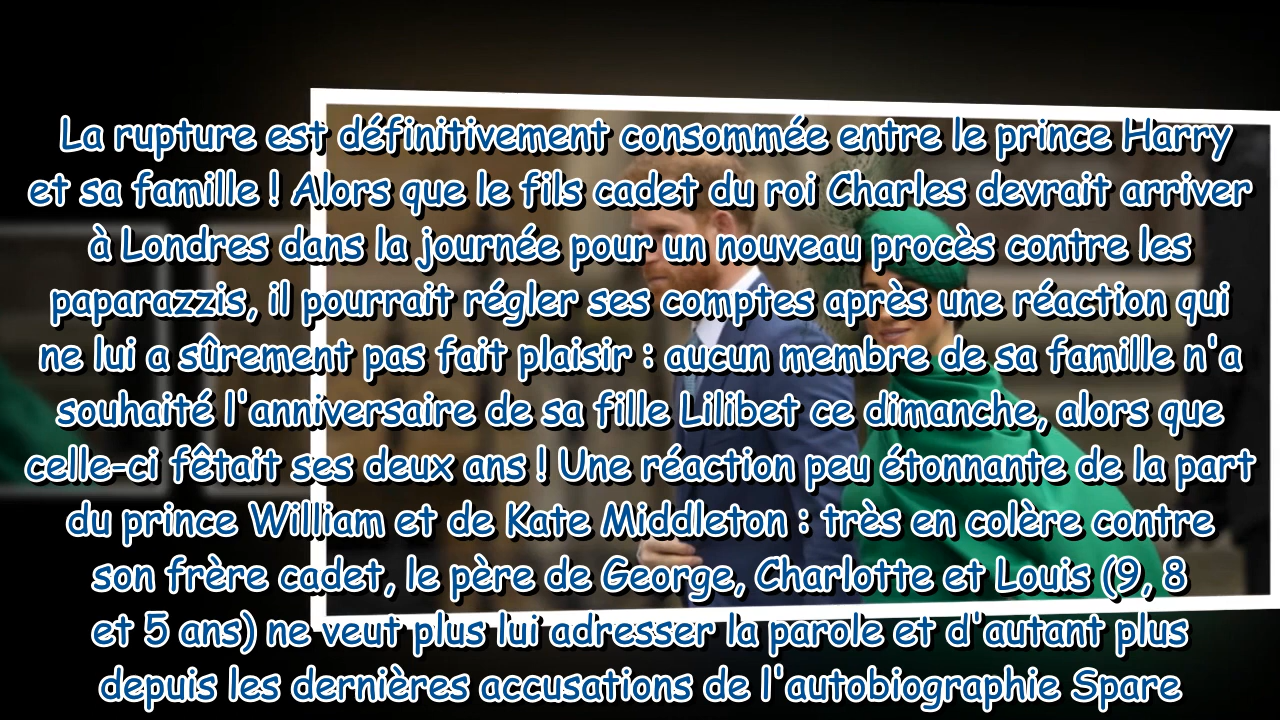 La rupture est définitivement consommée entre le prince Harry
et sa famille ! Alors que le fils cadet du roi Charles devrait arriver
à Londres dans la journée pour un nouveau procès contre les
paparazzis, il pourrait régler ses comptes après une réaction qui
ne lui a sûrement pas fait plaisir : aucun membre de sa famille n'a
souhaité l'anniversaire de sa fille Lilibet ce dimanche, alors que
celle-ci fêtait ses deux ans ! Une réaction peu étonnante de la part
du prince William et de Kate Middleton : très en colère contre
son frère cadet, le père de George, Charlotte et Louis (9, 8
et 5 ans) ne veut plus lui adresser la parole et d'autant plus
depuis les dernières accusations de l'autobiographie Spare